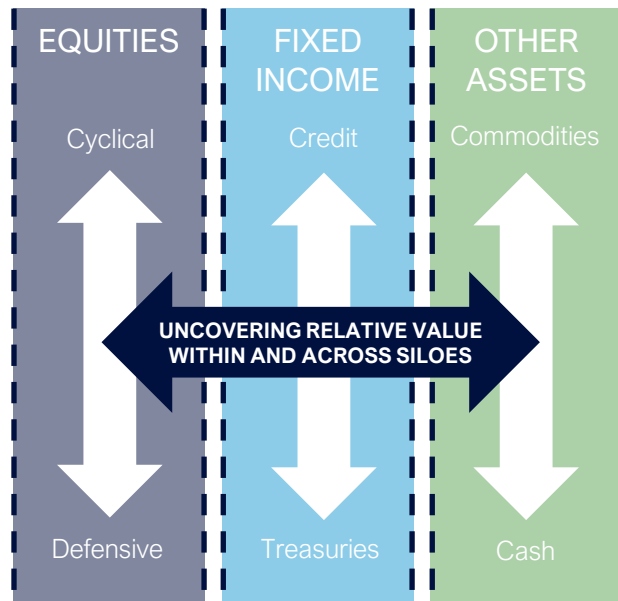 EQUITIES
Cyclical
Defensive
FIXED
INCOME
Credit
Treasuries
OTHER
ASSETS
Commodities
Cash
UNCOVERING RELATIVE VALUE
WITHIN AND ACROSS SILOES